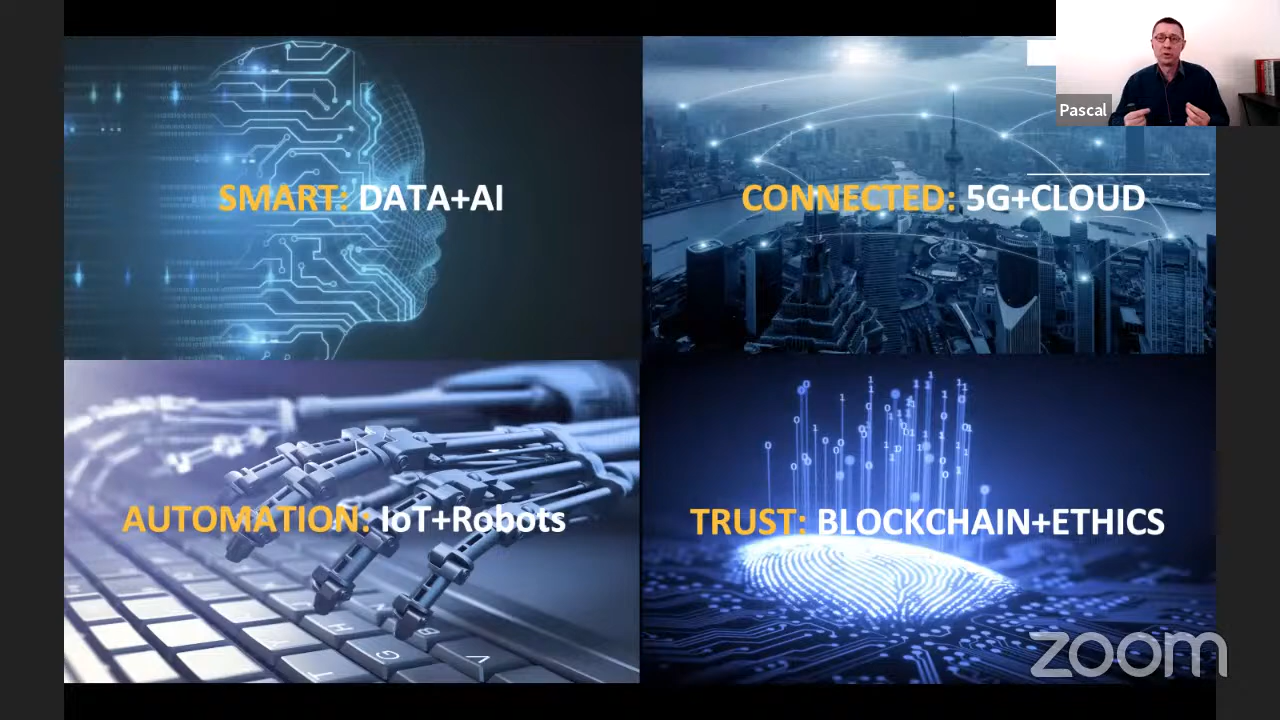 Pascal
SMART: DATA+AI
CONNECTED: 5G+CLOUD
AUTOMATION: IoT+Robots
TRUST: BLOCKCHAIN+ETHICS
H
B
G
V
T
zoom